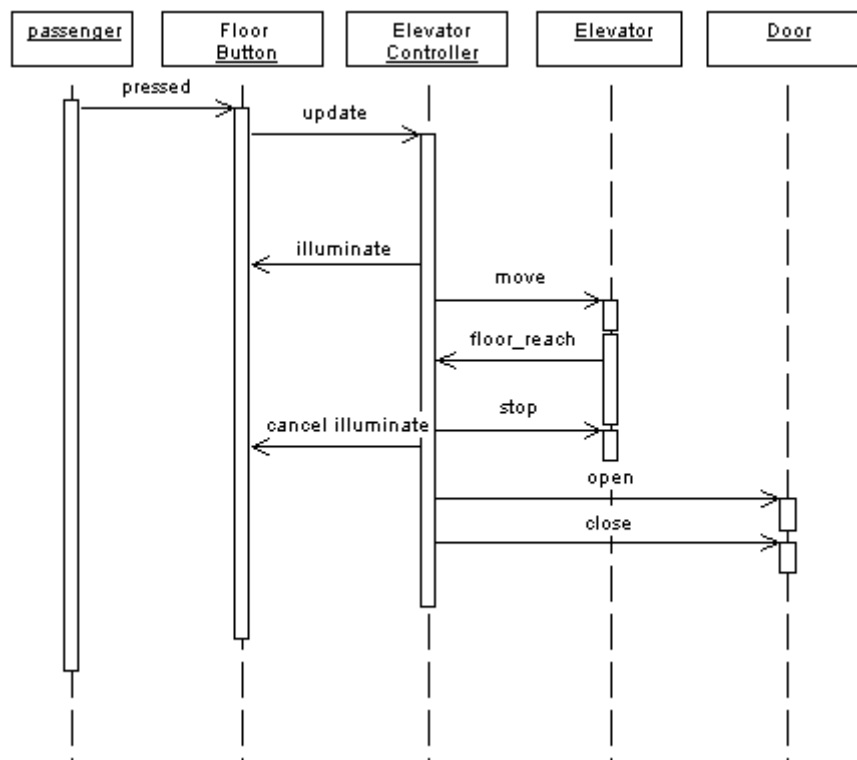 passenger
Floor
Button
Elevator
Controller
Elevator
Door
pressed
update
illuminate
move
floor_reach
stop
cancel illuminate
open
close